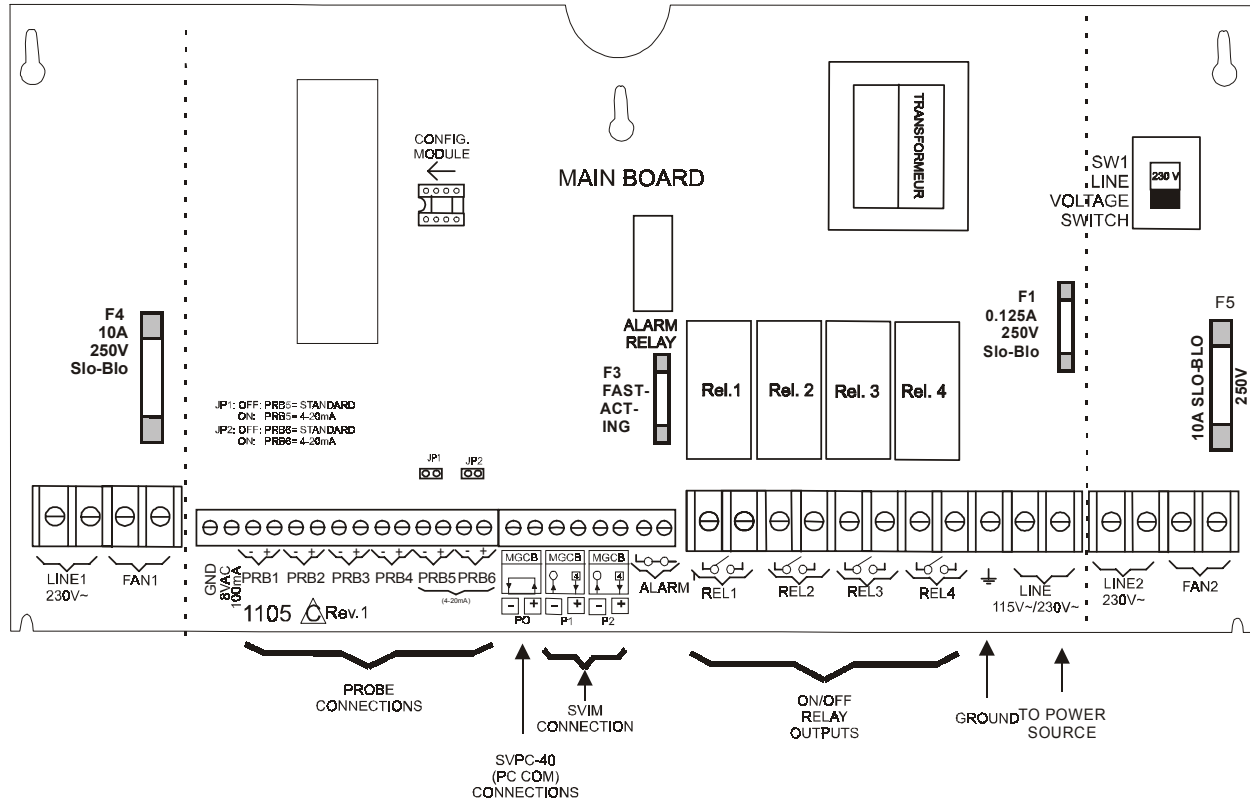 CONFIG.
MODULE
MAIN BOARD
TRANSFORMEUR
SW1
LINE
VOLTAGE
SWITCH
230 V
F4
10A
250V
Slo-Blo
ALARM
RELAY
F3
FAST-
ACT-
ING
Rel.1
Rel. 2
Rel. 3
Rel. 4
F1
0.125A
250V
Slo-Blo
F5
10A SLO-BLO
250V
JP1: OFF: PRB5= STANDARD
ON: PRB5= 4-20mA
JP2: OFF: PRB6= STANDARD
ON: PRB6= 4-20mA
JP1
JP2
LINE1
230V~
FAN1
GND
8VAC
100mA
- +
- +
- +
- +
- +
- +
PRB1
PRB2
PRB3
PRB4
PRB5
PRB6
(4-20mA)
1105 C Rev.1
MGCB
MGCB
MGCB
4
4
- +
- +
- +
P0
P1
P2
ALARM
REL1
REL2
REL3
REL4
LINE
115V~/230V~
LINE2
230V~
FAN2
PROBE
CONNECTIONS
SVIM
CONNECTION
SVPC-40
(PC COM)
CONNECTIONS
ON/OFF
RELAY
OUTPUTS
GROUND
TO POWER
SOURCE